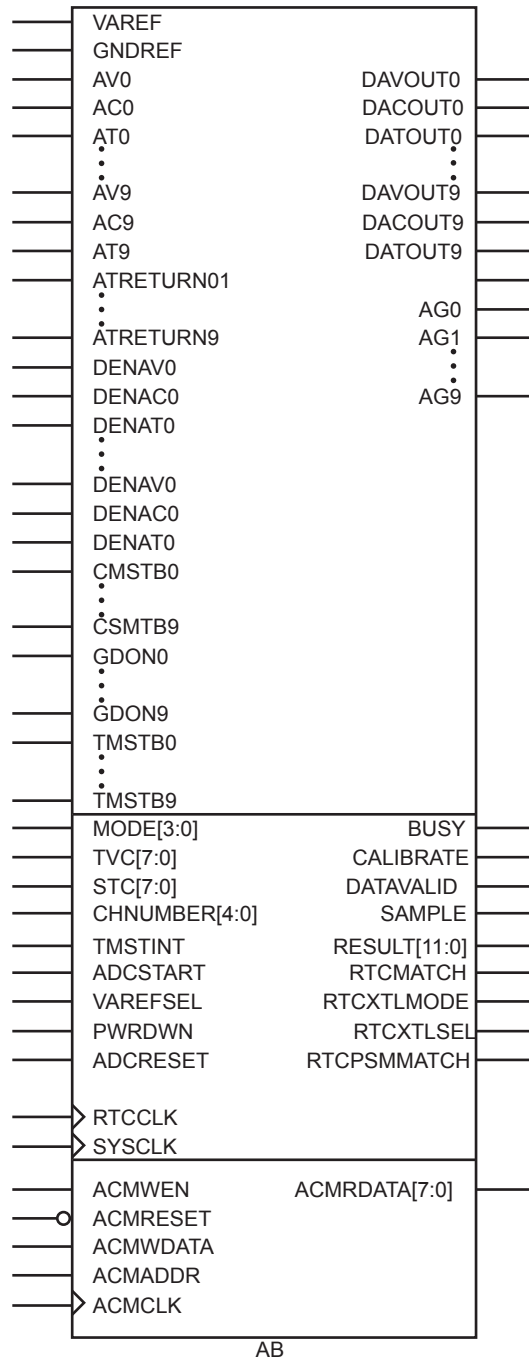 VAREF
GNDREF
AV0 DAVOUT0
AC0 DACOUT0
AT0 DATOUT0
AV9 DAVOUT9
AC9 DACOUT9
AT9 DATOUT9
ATRETURN01
AG0
ATRETURN9 AG1
DENAV0
DENAC0 AG9
DENAT0
DENAV0
DENAC0
DENAT0
CMSTB0
CSMTB9
GDON0
GDON9
TMSTB0
TMSTB9
MODE[3:0] BUSY
TVC[7:0] CALIBRATE
STC[7:0] DATAVALID
CHNUMBER[4:0] SAMPLE
TMSTINT RESULT[11:0]
ADCSTART RTCMATCH
VAREFSEL RTCXTLMODE
PWRDWN RTCXTLSEL
ADCRESET RTCPSMMATCH
RTCCLK
SYSCLK
ACMWEN ACMRDATA[7:0]
ACMRESET
ACMWDATA
ACMADDR
ACMCLK
AB